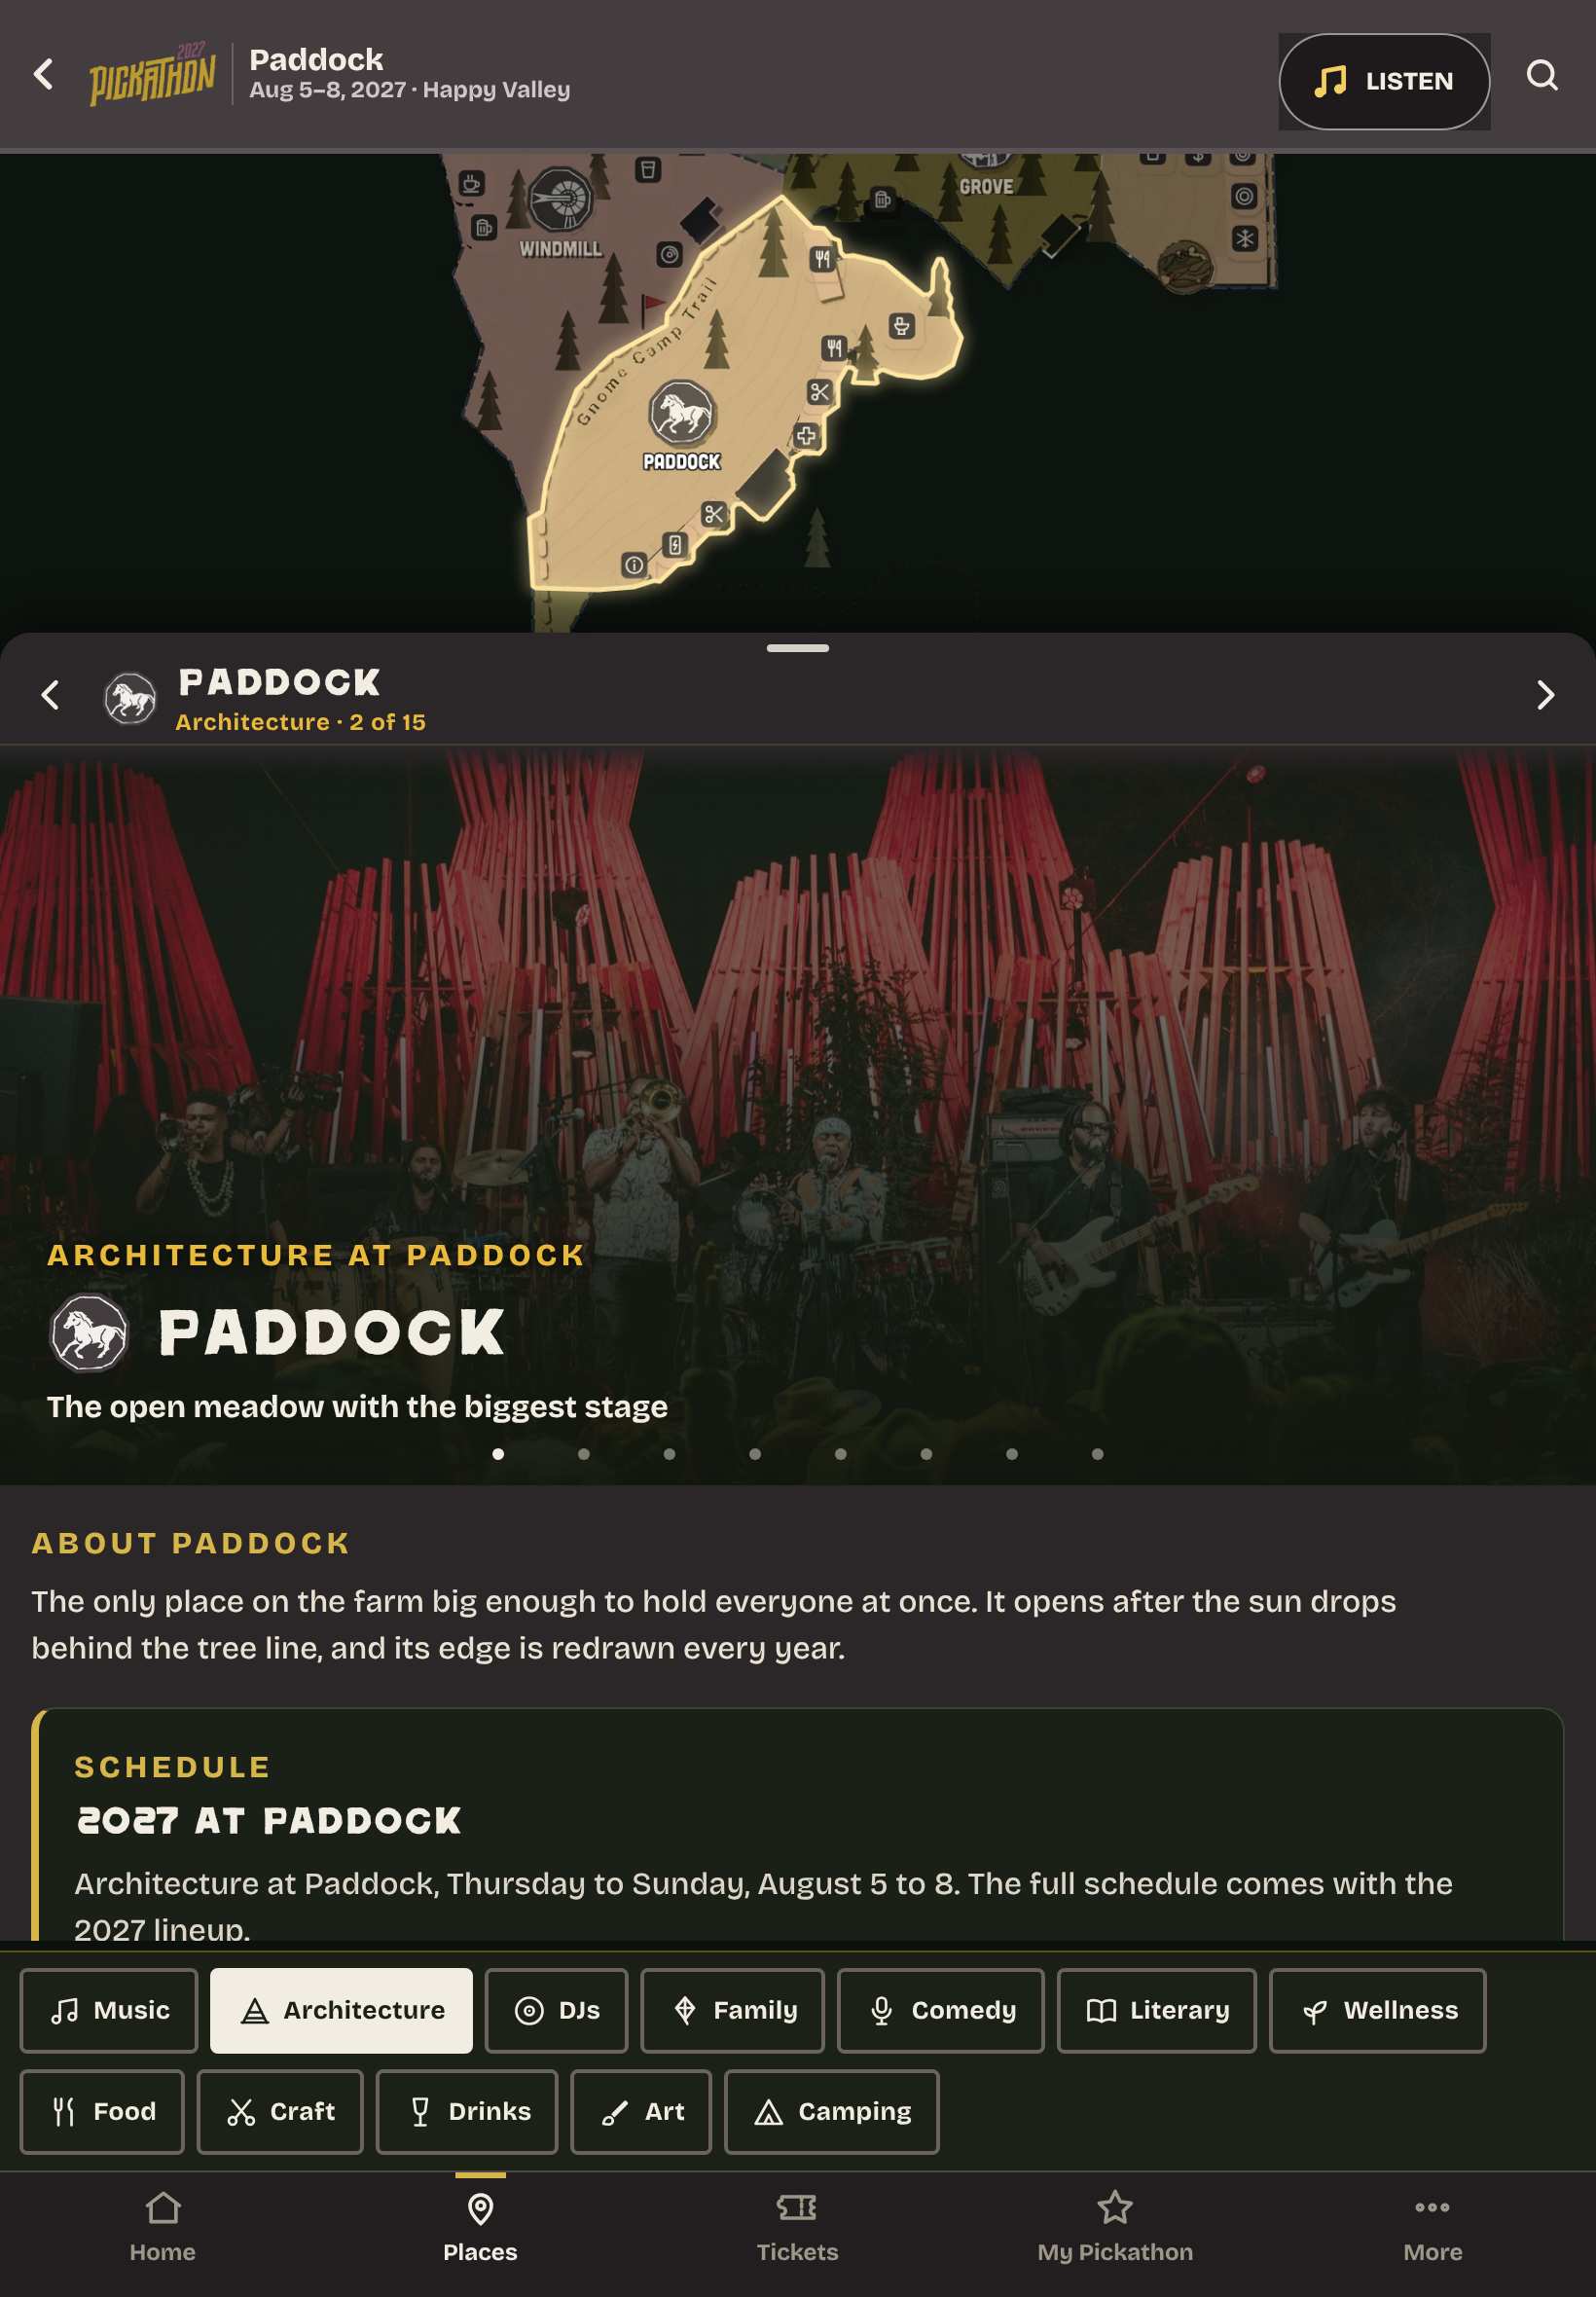 2027
PICKATHON
Paddock
Aug 5–8, 2027 · Happy Valley
LISTEN
GROVE
WINDMILL
Gnome Camp Trail
PADDOCK
PADDOCK
Architecture · 2 of 15
ARCHITECTURE AT PADDOCK
PADDOCK
The open meadow with the biggest stage
ABOUT PADDOCK
The only place on the farm big enough to hold everyone at once. It opens after the sun drops
behind the tree line, and its edge is redrawn every year.
SCHEDULE
2027 AT PADDOCK
Architecture at Paddock, Thursday to Sunday, August 5 to 8. The full schedule comes with the
2027 lineup.
Music Architecture DJs Family Comedy Literary Wellness
Food Craft Drinks Art Camping
Home Places Tickets My Pickathon More